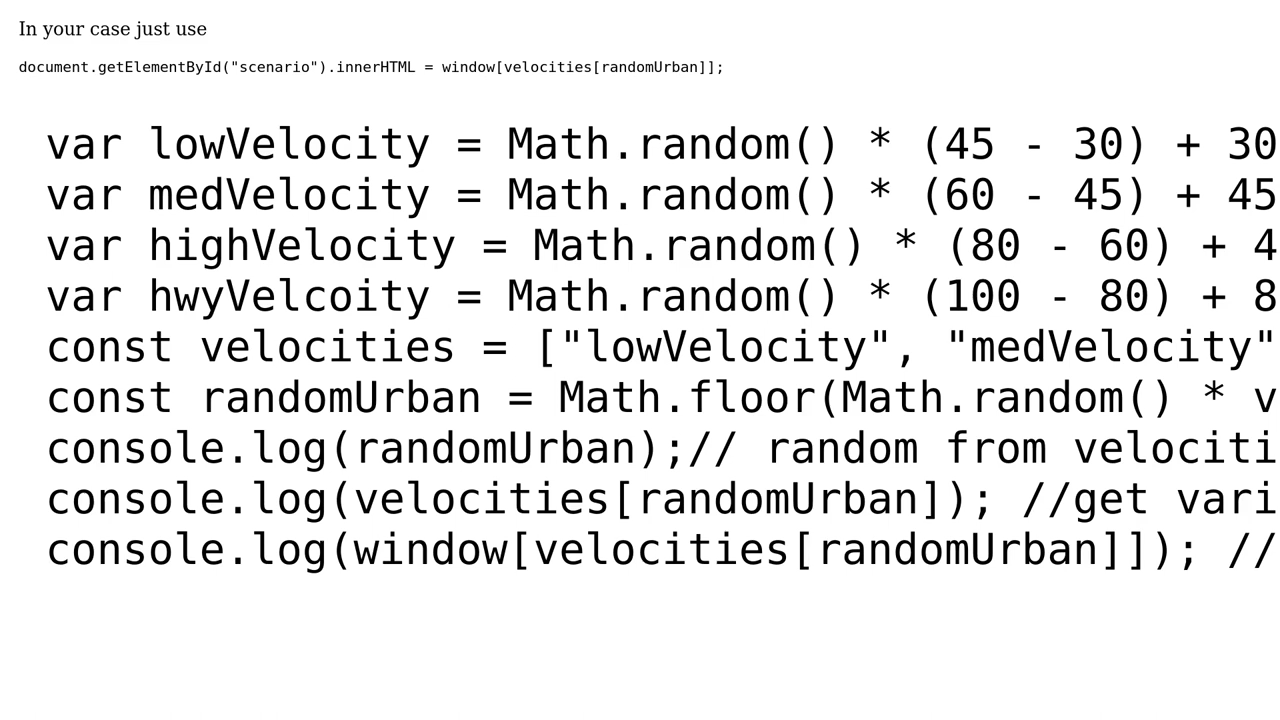 In your case just use
document.getElementById("scenario").innerHTML = window[velocities[randomUrban]];
var lowVelocity = Math.random() * (45 - 30) + 30
var medVelocity = Math.random() * (60 - 45) + 45
var highVelocity = Math.random() * (80 - 60) + 4
var hwyVelcoity = Math.random() * (100 - 80) + 8
const velocities = ["lowVelocity", "medVelocity"
const randomUrban = Math.floor(Math.random() * v
console.log(randomUrban);// random from velociti
console.log(velocities[randomUrban]); //get vari
console.log(window[velocities[randomUrban]]); //